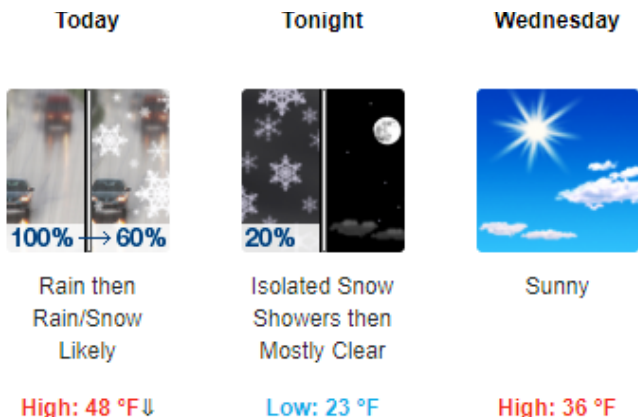 Today
Tonight
Wednesday
100%→60%
20%
Rain then
Rain/Snow
Likely
Isolated Snow
Showers then
Mostly Clear
Sunny
High: 48 °F⇓
Low: 23 °F
High: 36 °F